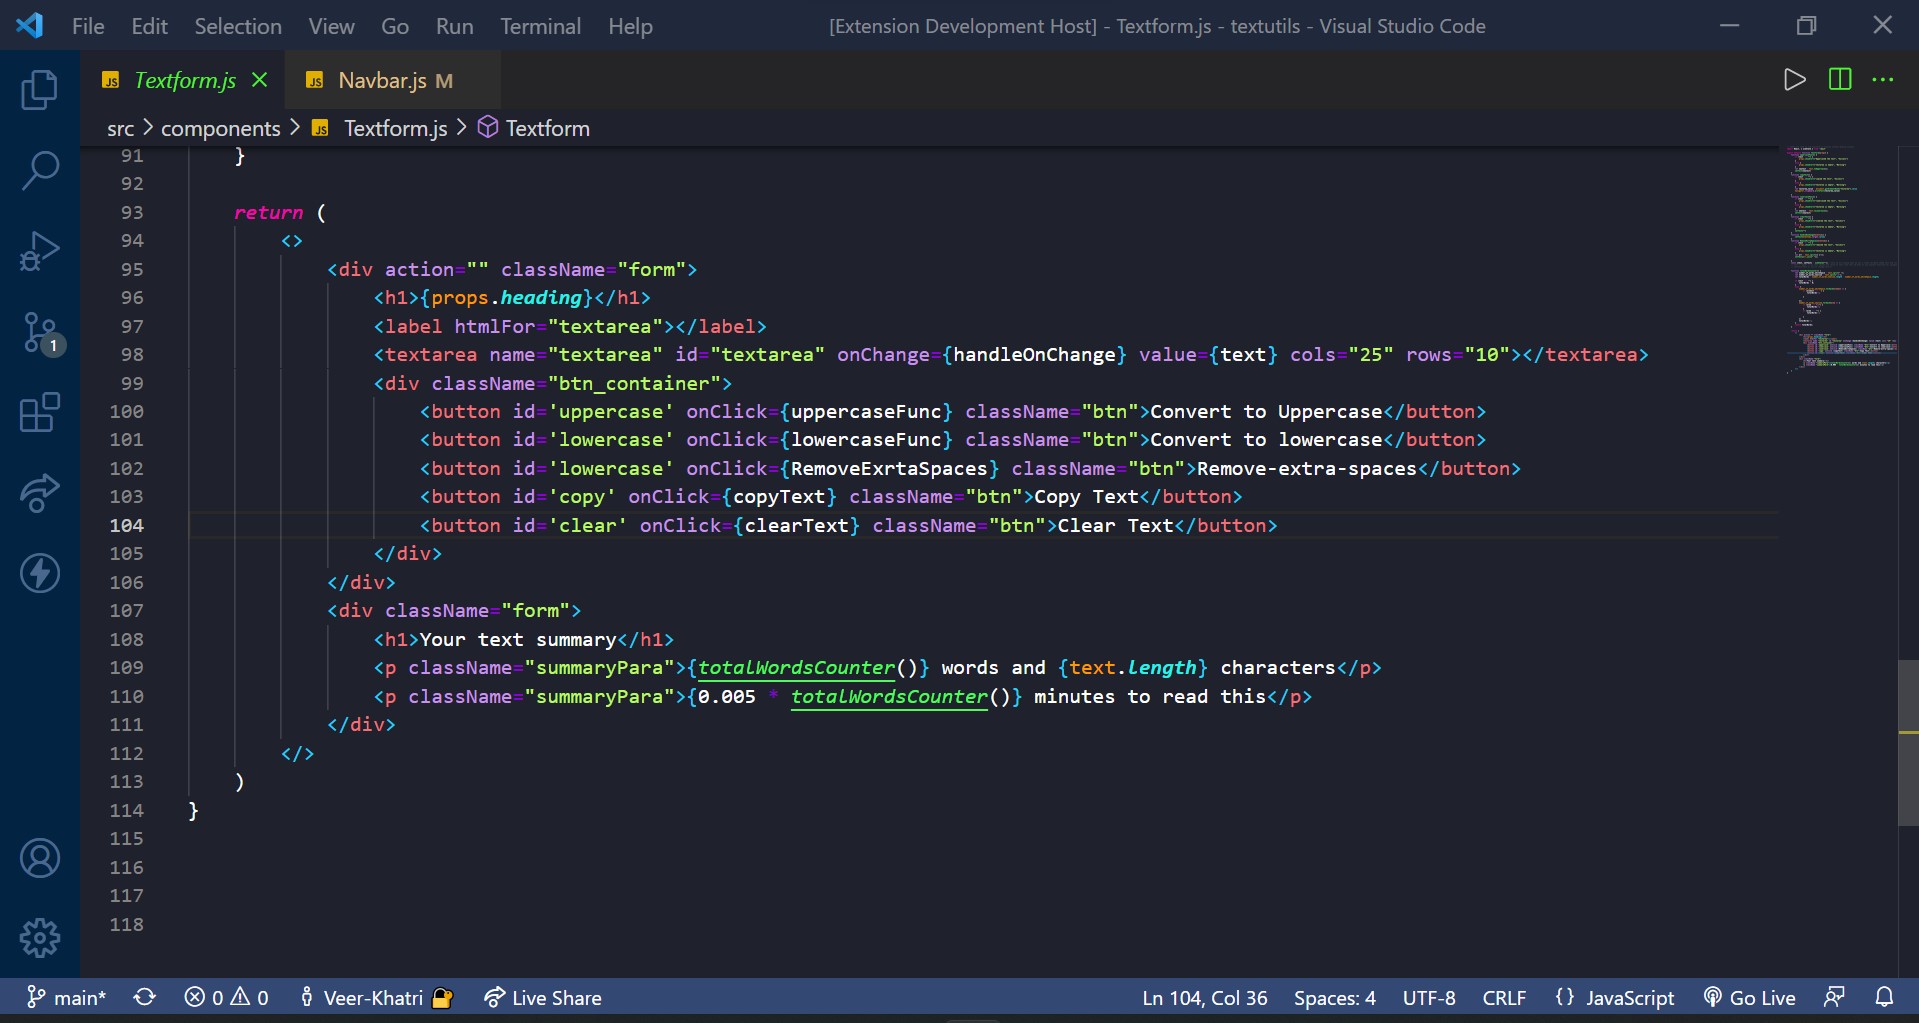 File Edit Selection View Go Run Terminal Help [Extension Development Host] - Textform.js - textutils - Visual Studio Code
JS Textform.js JS Navbar.js M
src > components > JS Textform.js > Textform
91 }
92
93 return (
94 <>
95 <div action="" className="form">
96 <h1>{props.heading}</h1>
97 <label htmlFor="textarea"></label>
98 <textarea name="textarea" id="textarea" onChange={handleOnChange} value={text} cols="25" rows="10"></textarea>
99 <div className="btn_container">
100 <button id='uppercase' onClick={uppercaseFunc} className="btn">Convert to Uppercase</button>
101 <button id='lowercase' onClick={lowercaseFunc} className="btn">Convert to lowercase</button>
102 <button id='lowercase' onClick={RemoveExrtaSpaces} className="btn">Remove-extra-spaces</button>
103 <button id='copy' onClick={copyText} className="btn">Copy Text</button>
104 <button id='clear' onClick={clearText} className="btn">Clear Text</button>
105 </div>
106 </div>
107 <div className="form">
108 <h1>Your text summary</h1>
109 <p className="summaryPara">{totalWordsCounter()} words and {text.length} characters</p>
110 <p className="summaryPara">{0.005 * totalWordsCounter()} minutes to read this</p>
111 </div>
112 </>
113 )
114 }
115
116
117
118
1
main* 0 0 Veer-Khatri Live Share Ln 104, Col 36 Spaces: 4 UTF-8 CRLF {} JavaScript Go Live